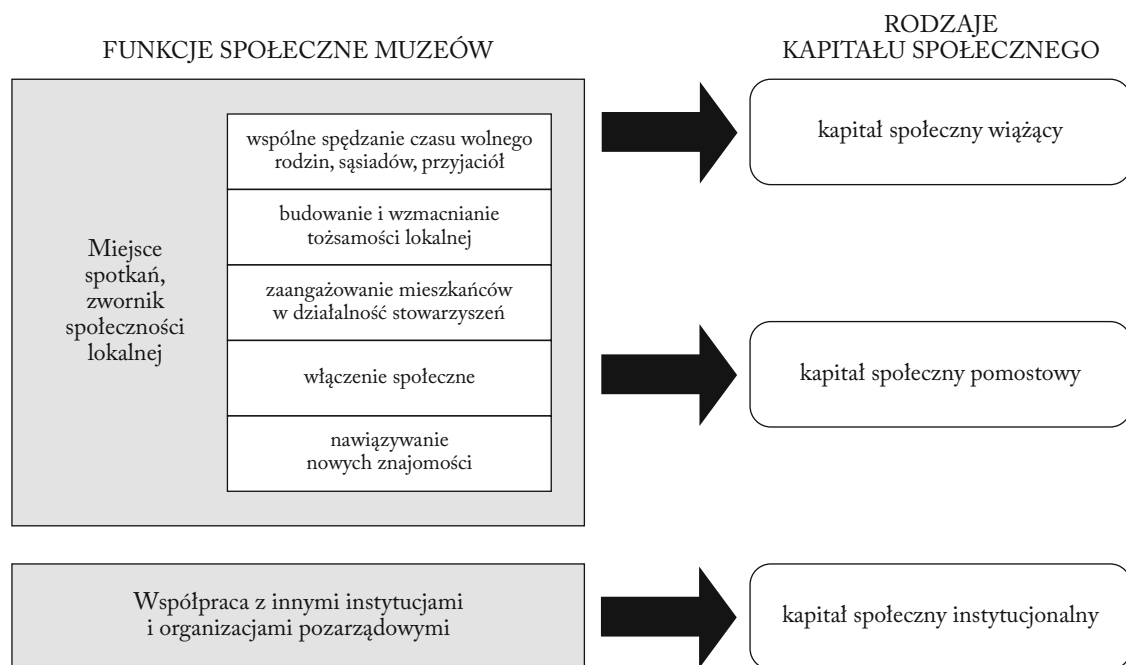 FUNKCJE SPOŁECZNE MUZEÓW
RODZAJE
KAPITAŁU SPOŁECZNEGO
Miejsce
spotkań,
zwornik
społeczności
lokalnej
wspólne spędzanie czasu wolnego
rodzin, sąsiadów, przyjaciół
budowanie i wzmacnianie
tożsamości lokalnej
zaangażowanie mieszkańców
w działalność stowarzyszeń
włączenie społeczne
nawiązywanie
nowych znajomości
kapitał społeczny wiążący
kapitał społeczny pomostowy
Współpraca z innymi instytucjami
i organizacjami pozarządowymi
kapitał społeczny instytucjonalny